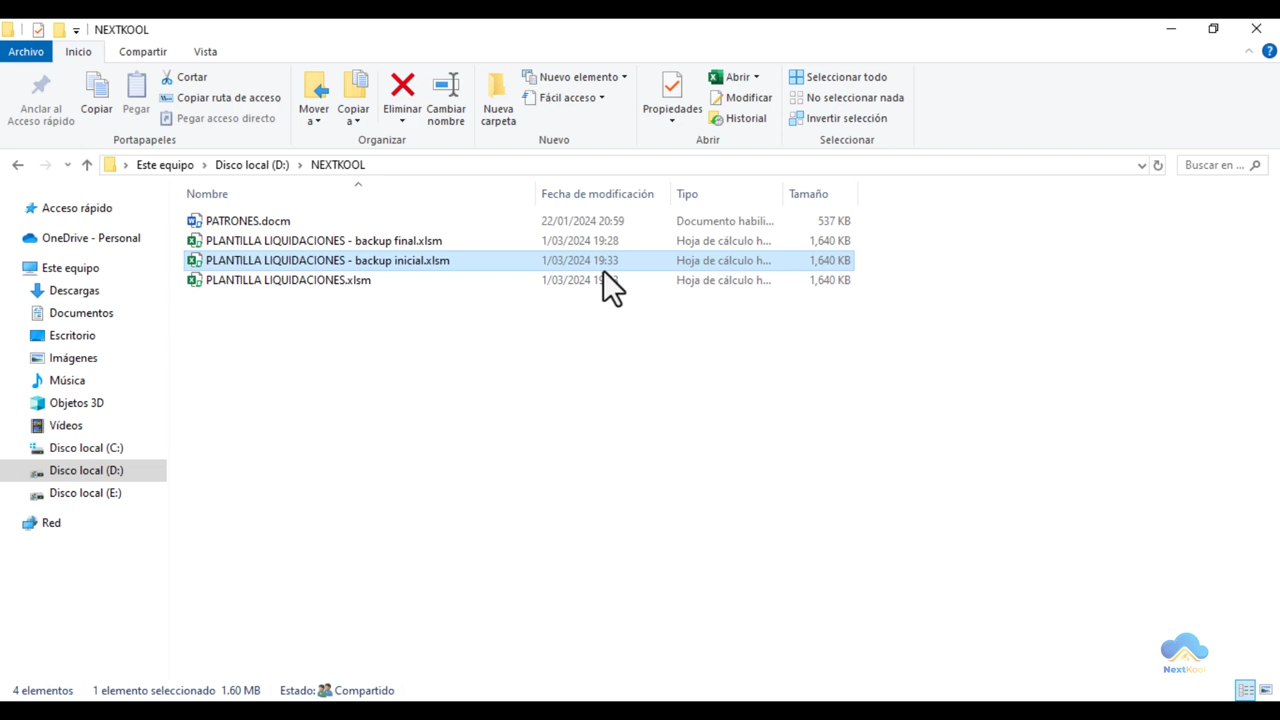 NEXTKOOL
Archivo Inicio Compartir Vista
Anclar al Acceso rápido
Copiar
Pegar
Cortar
Copiar ruta de acceso
Pegar acceso directo
Portapapeles
Mover a
Copiar a
Eliminar
Cambiar nombre
Organizar
Nueva carpeta
Nuevo elemento
Fácil acceso
Nuevo
Propiedades
Abrir
Modificar
Historial
Abrir
Seleccionar todo
No seleccionar nada
Invertir selección
Seleccionar
Este equipo > Disco local (D:) > NEXTKOOL
Buscar en ...
Nombre Fecha de modificación Tipo Tamaño
PATRONES.docm 22/01/2024 20:59 Documento habili... 537 KB
PLANTILLA LIQUIDACIONES - backup final.xlsm 1/03/2024 19:28 Hoja de cálculo h... 1,640 KB
PLANTILLA LIQUIDACIONES - backup inicial.xlsm 1/03/2024 19:33 Hoja de cálculo h... 1,640 KB
PLANTILLA LIQUIDACIONES.xlsm 1/03/2024 Hoja de cálculo h... 1,640 KB
Acceso rápido
OneDrive - Personal
Este equipo
Descargas
Documentos
Escritorio
Imágenes
Música
Objetos 3D
Vídeos
Disco local (C:)
Disco local (D:)
Disco local (E:)
Red
NextKool
4 elementos 1 elemento seleccionado 1.60 MB Estado: Compartido